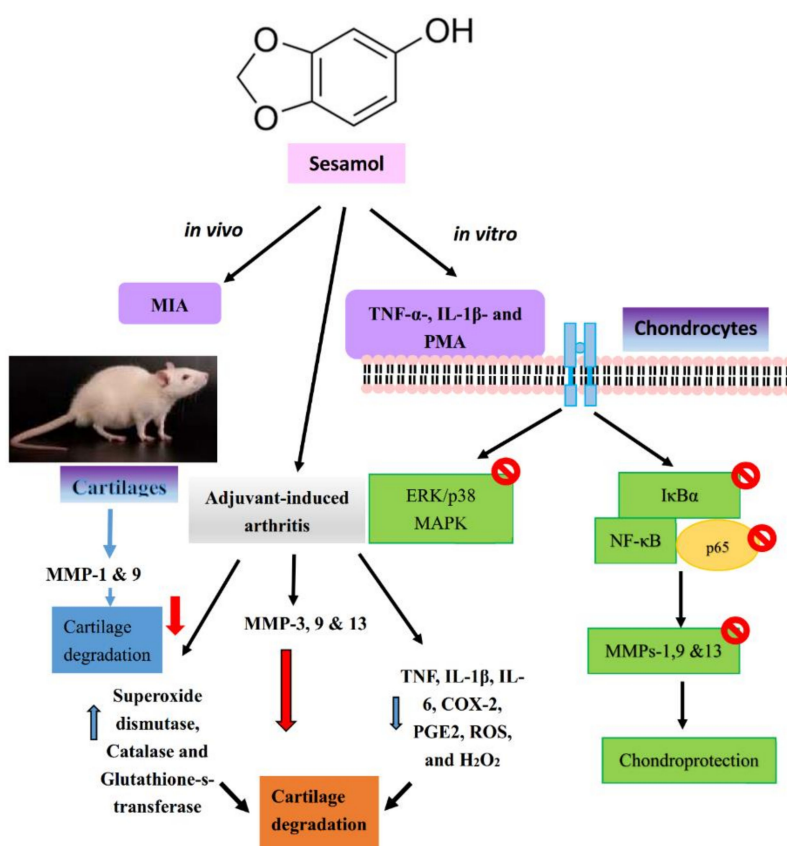 O
OH
O
Sesamol
in vivo
in vitro
MIA
TNF-α-, IL-1β- and
PMA
Chondrocytes
Cartilages
Adjuvant-induced
arthritis
ERK/p38
MAPK
IκBα
NF-κB
p65
MMP-1 & 9
Cartilage
degradation
MMP-3, 9 & 13
MMPs-1,9 &13
Superoxide
dismutase,
Catalase and
Glutathione-s-
transferase
TNF, IL-1β, IL-
6, COX-2,
PGE2, ROS,
and H₂O₂
Chondroprotection
Cartilage
degradation